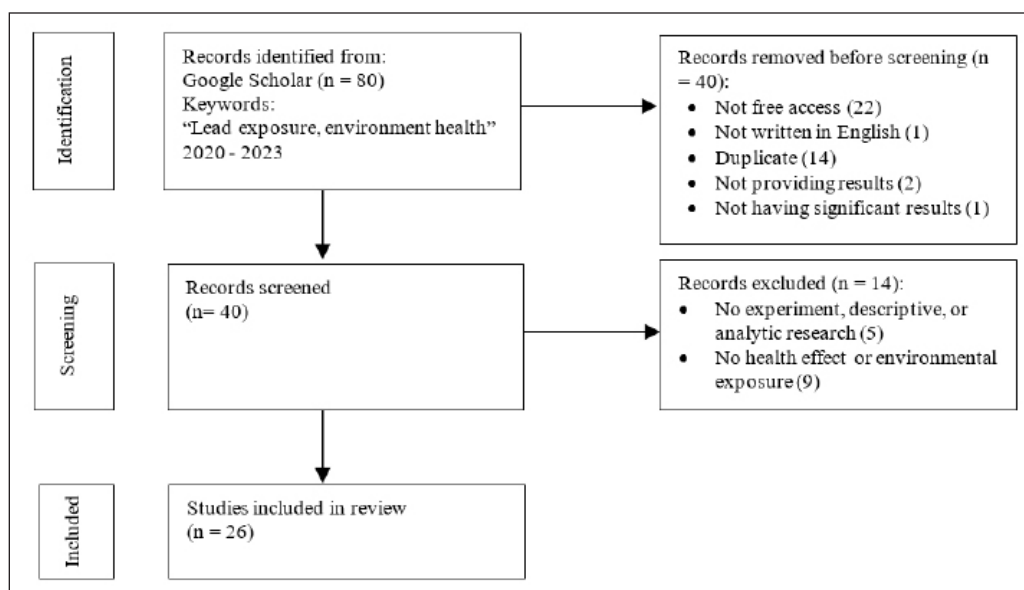 Identification
Records identified from:
Google Scholar (n = 80)
Keywords:
“Lead exposure, environment health”
2020 - 2023
Records removed before screening (n
= 40):
• Not free access (22)
• Not written in English (1)
• Duplicate (14)
• Not providing results (2)
• Not having significant results (1)
Screening
Records screened
(n= 40)
Records excluded (n = 14):
• No experiment, descriptive, or
analytic research (5)
• No health effect or environmental
exposure (9)
Included
Studies included in review
(n = 26)